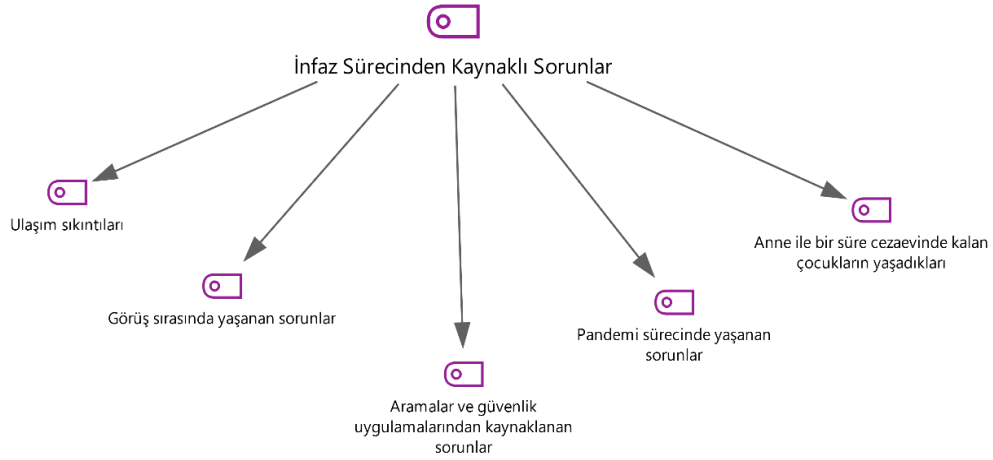 İnfaz Sürecinden Kaynaklı Sorunlar
Ulaşım sıkıntıları
Anne ile bir süre cezaevinde kalan
çocukların yaşadıkları
Görüş sırasında yaşanan sorunlar
Pandemi sürecinde yaşanan
sorunlar
Aramalar ve güvenlik
uygulamalarından kaynaklanan
sorunlar